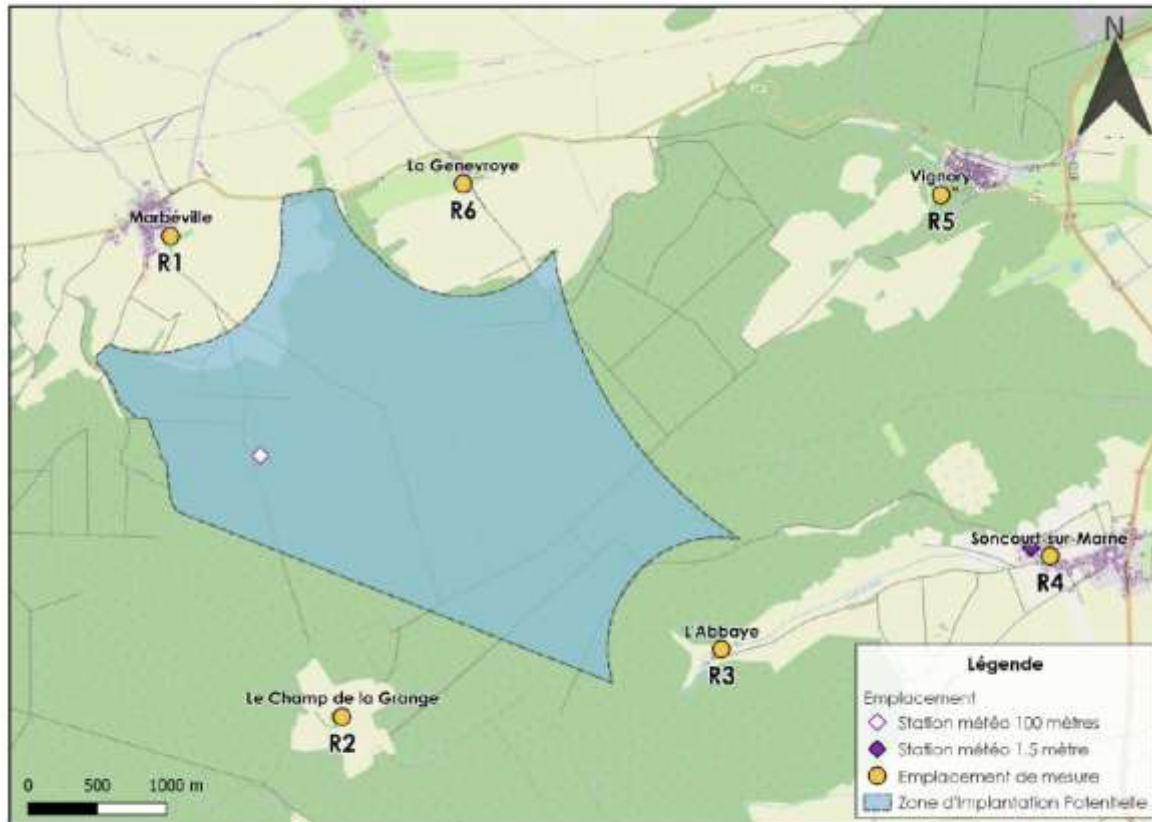 N
La Genevroye
R6
Vignory
R5
Marbéville
R1
Soncourt-sur-Marne
R4
L'Abbaye
R3
Le Champ de la Grange
R2
0 500 1000 m
Légende
Emplacement
Station météo 100 mètres
Station météo 1.5 mètre
Emplacement de mesure
Zone d'Implantation Potentielle